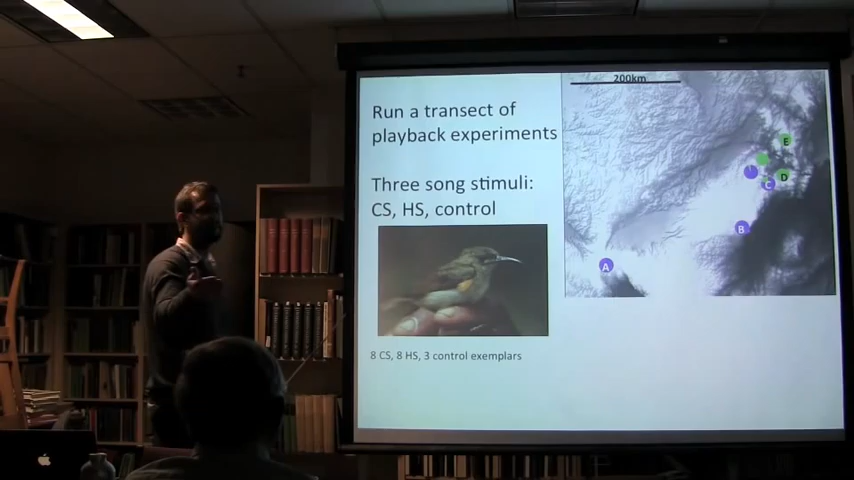 Run a transect of
playback experiments
Three song stimuli:
CS, HS, control
8 CS, 8 HS, 3 control exemplars
200km
E
D
C
B
A